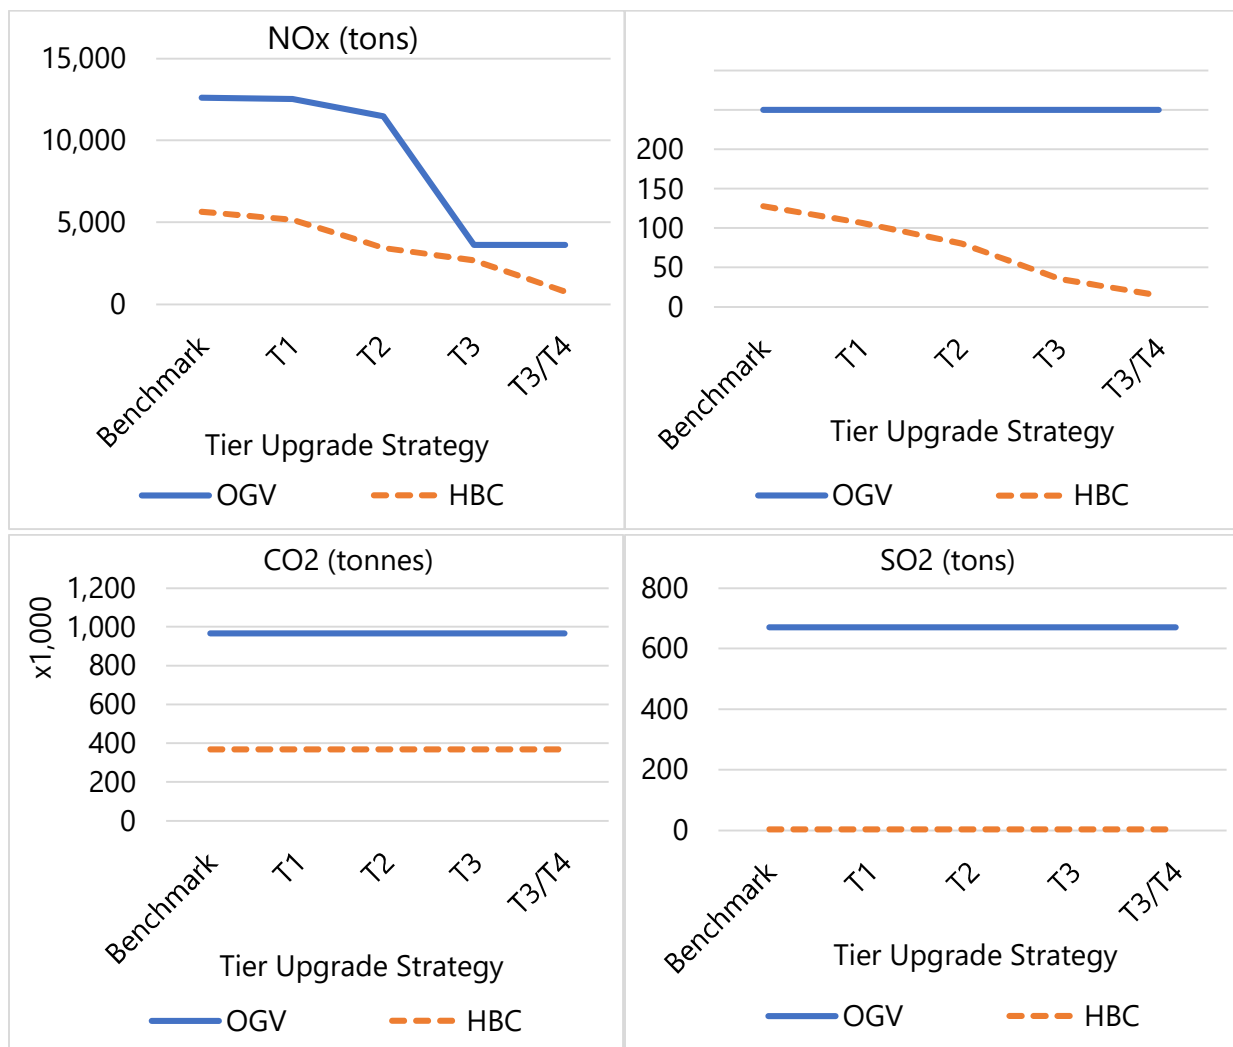 NOx (tons)
15,000
10,000
5,000
0
Benchmark
T1
T2
T3
T3/T4
Tier Upgrade Strategy
OGV
HBC
200
150
100
50
0
Benchmark
T1
T2
T3
T3/T4
Tier Upgrade Strategy
OGV
HBC
CO2 (tonnes)
x1,000
1,200
1,000
800
600
400
200
0
Benchmark
T1
T2
T3
T3/T4
Tier Upgrade Strategy
OGV
HBC
SO2 (tons)
800
600
400
200
0
Benchmark
T1
T2
T3
T3/T4
Tier Upgrade Strategy
OGV
HBC